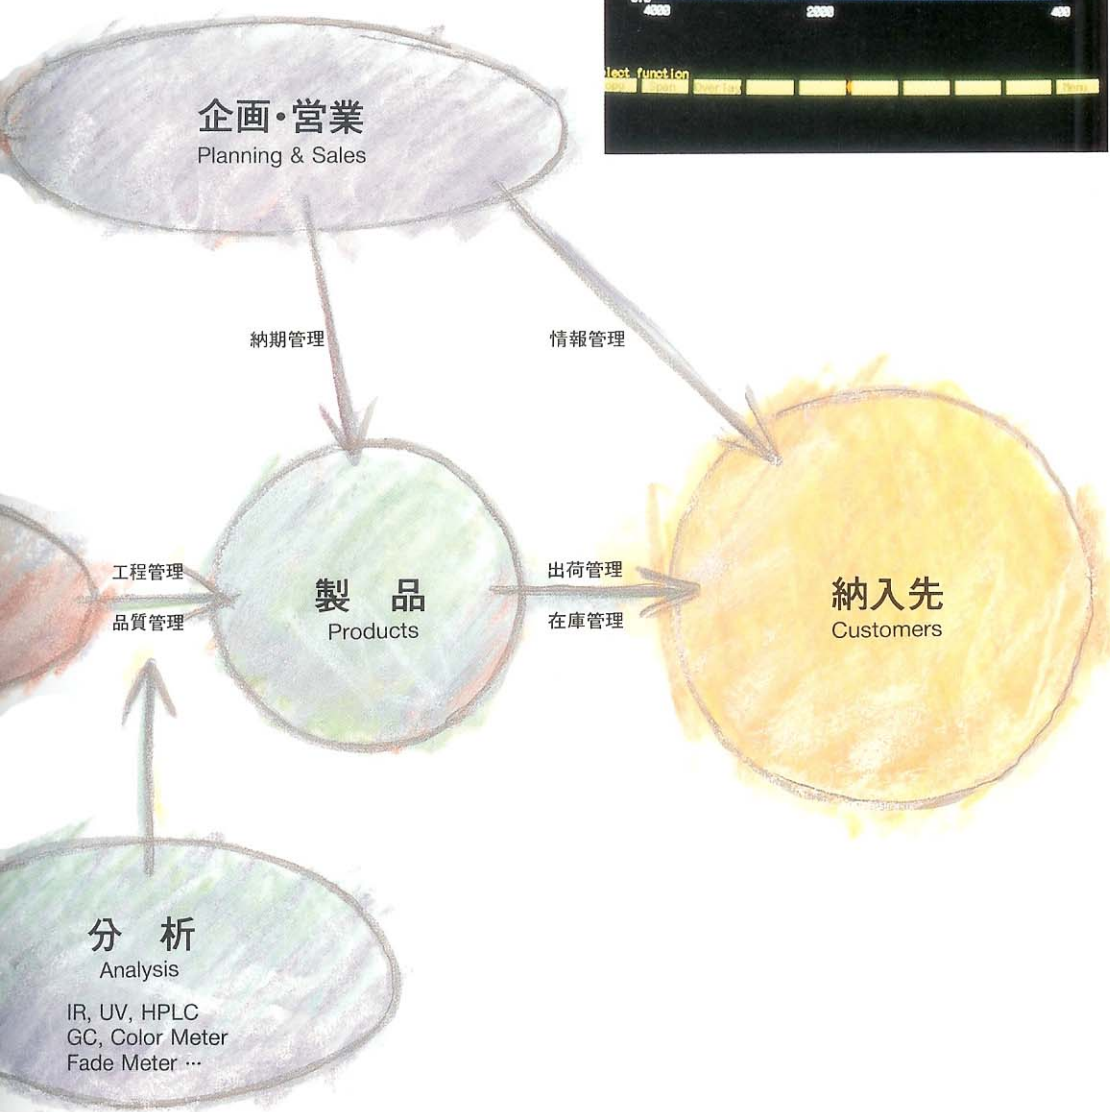 4000 2000 400
lect function
Overlay
Menu
企画・営業
Planning & Sales
納期管理
情報管理
工程管理
品質管理
製 品
Products
出荷管理
在庫管理
納入先
Customers
分 析
Analysis
IR, UV, HPLC
GC, Color Meter
Fade Meter …